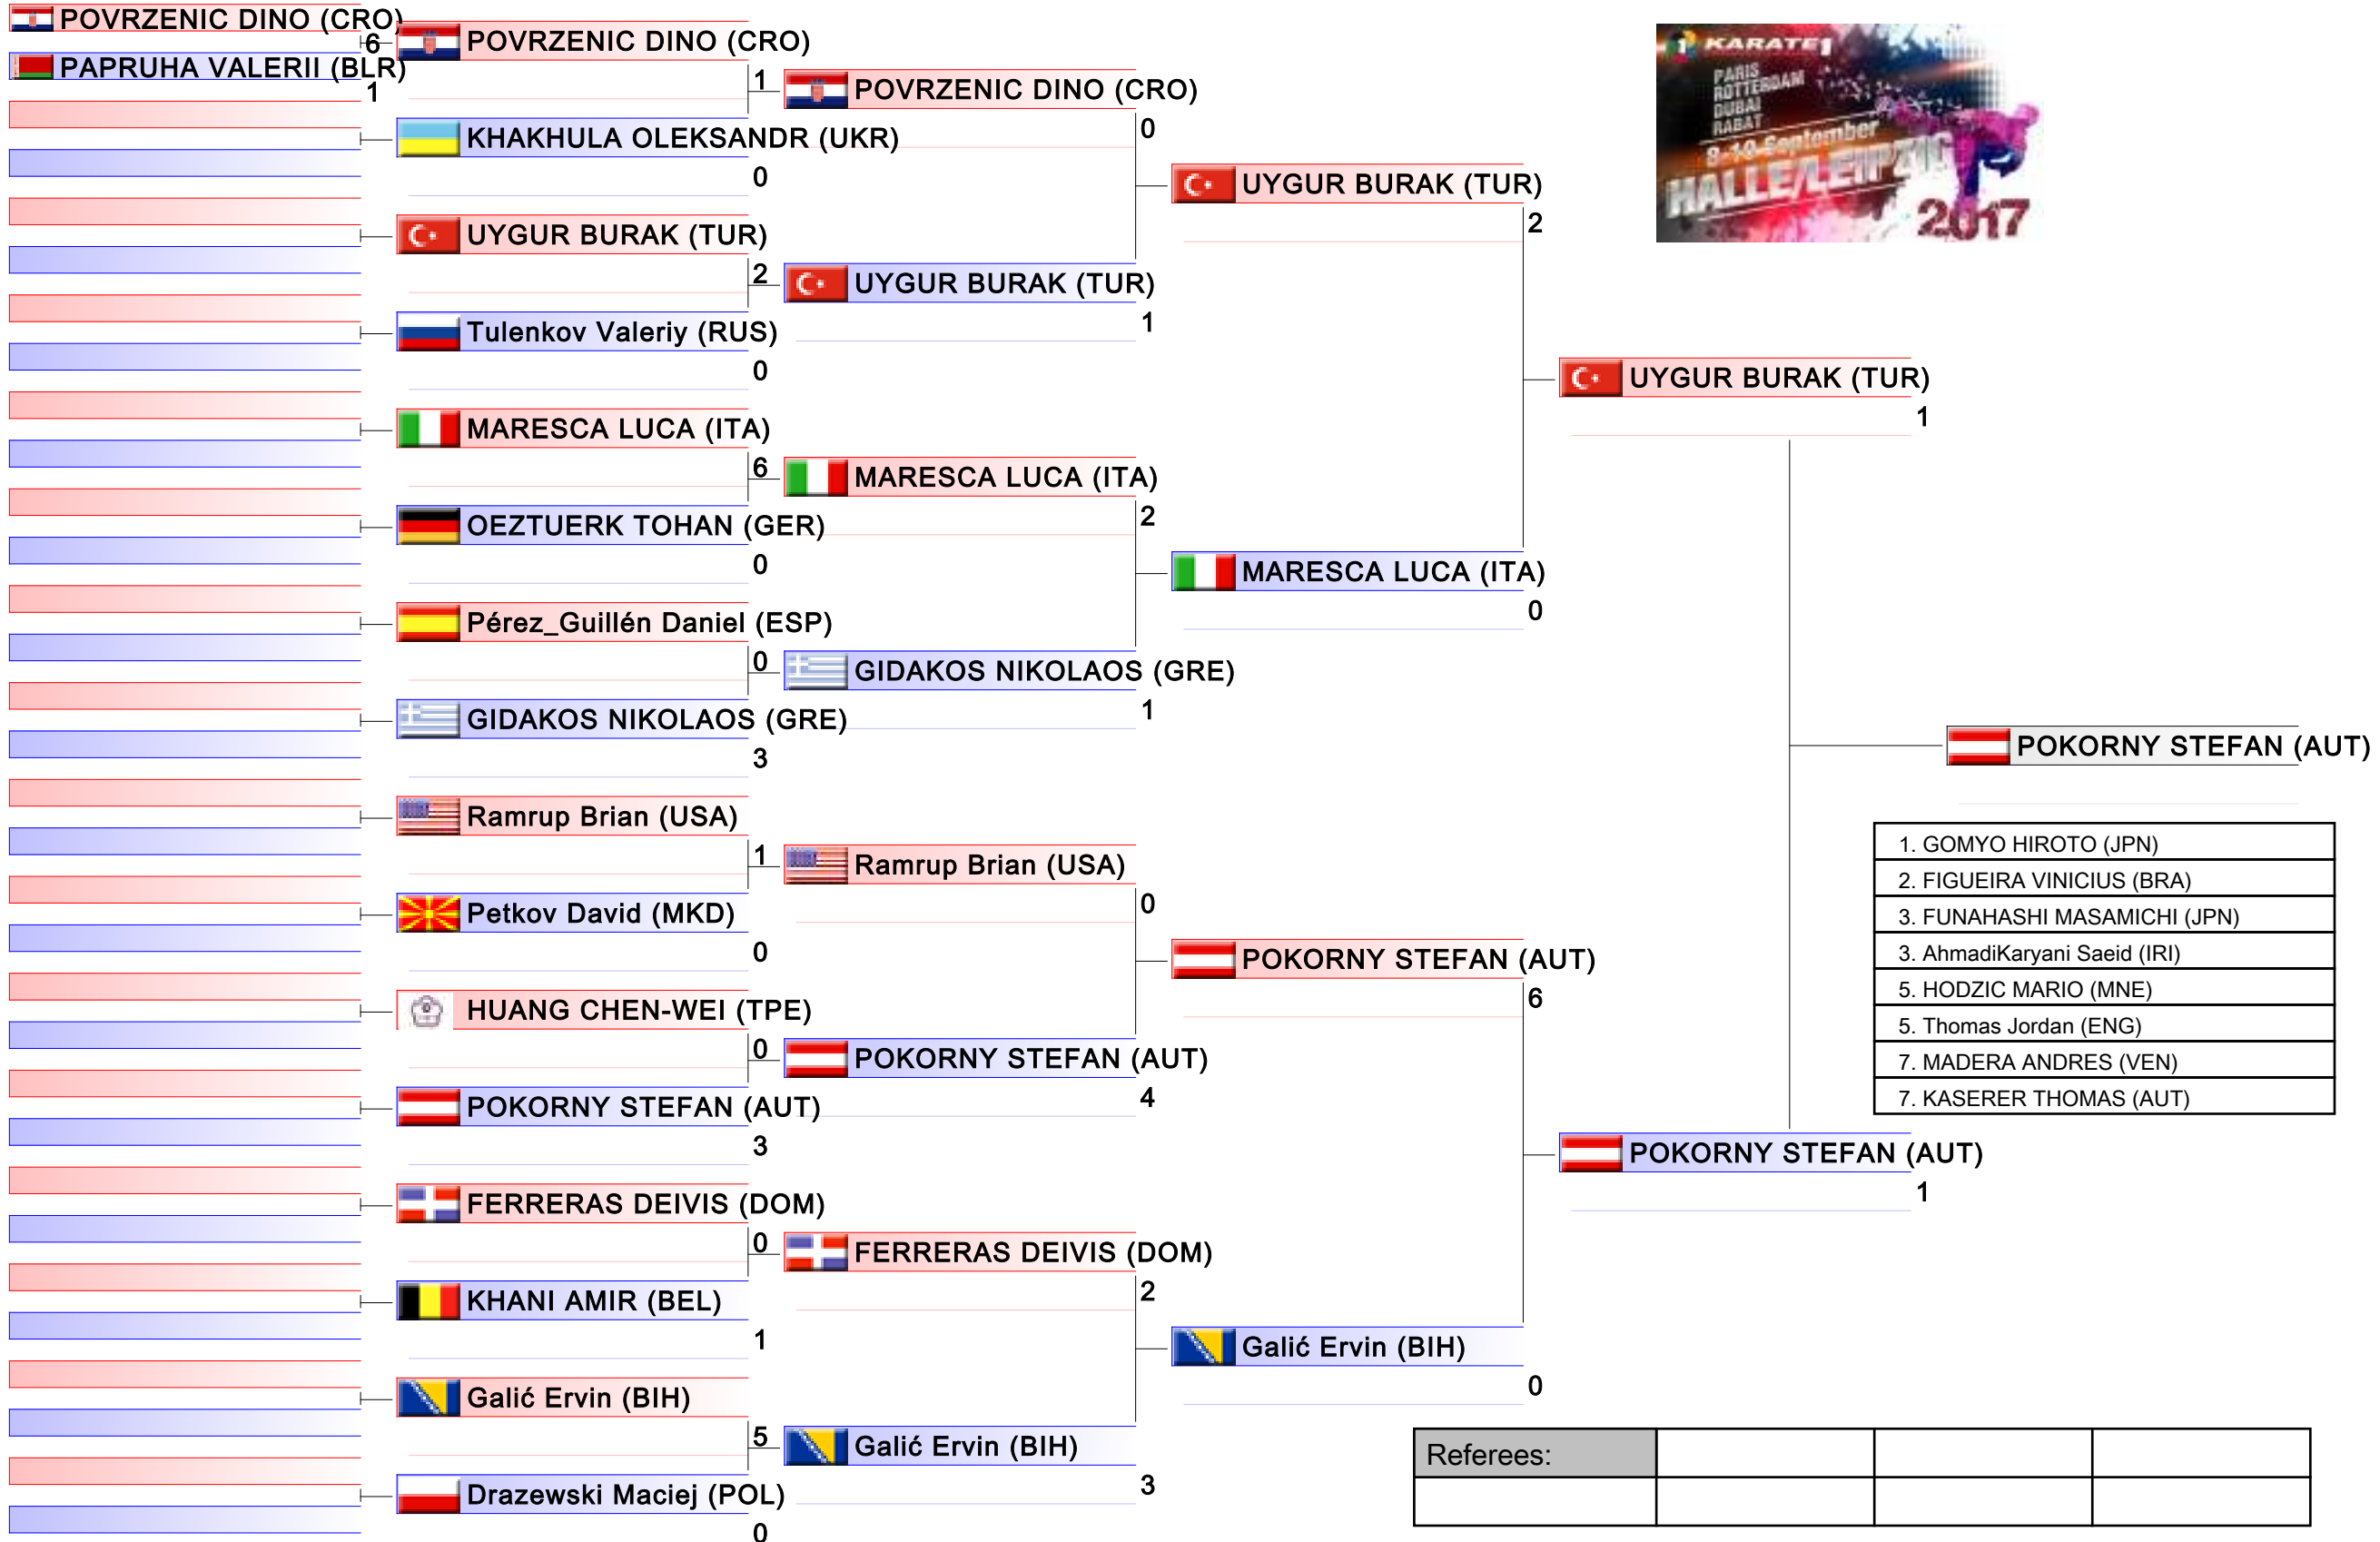 POVRZENIC DINO (CRO)
6
PAPRUHA VALERII (BLR)
1
POVRZENIC DINO (CRO)
1
KHAKHULA OLEKSANDR (UKR)
0
UYGUR BURAK (TUR)
2
Tulenkov Valeriy (RUS)
0
MARESCA LUCA (ITA)
6
OEZTUERK TOHAN (GER)
0
Pérez_Guillén Daniel (ESP)
0
GIDAKOS NIKOLAOS (GRE)
3
Ramrup Brian (USA)
1
Petkov David (MKD)
0
HUANG CHEN-WEI (TPE)
0
POKORNY STEFAN (AUT)
3
FERRERAS DEIVIS (DOM)
0
KHANI AMIR (BEL)
1
Galić Ervin (BIH)
5
Drazewski Maciej (POL)
0
POVRZENIC DINO (CRO)
0
UYGUR BURAK (TUR)
1
MARESCA LUCA (ITA)
2
GIDAKOS NIKOLAOS (GRE)
1
Ramrup Brian (USA)
0
POKORNY STEFAN (AUT)
4
FERRERAS DEIVIS (DOM)
2
Galić Ervin (BIH)
3
UYGUR BURAK (TUR)
2
MARESCA LUCA (ITA)
0
POKORNY STEFAN (AUT)
6
Galić Ervin (BIH)
0
UYGUR BURAK (TUR)
1
POKORNY STEFAN (AUT)
1
POKORNY STEFAN (AUT)
KARATE1
PARIS
ROTTERDAM
DUBAI
RABAT
8-10 September
HALLE/LEIPZIG
2017
1. GOMYO HIROTO (JPN)
2. FIGUEIRA VINICIUS (BRA)
3. FUNAHASHI MASAMICHI (JPN)
3. AhmadiKaryani Saeid (IRI)
5. HODZIC MARIO (MNE)
5. Thomas Jordan (ENG)
7. MADERA ANDRES (VEN)
7. KASERER THOMAS (AUT)
Referees: